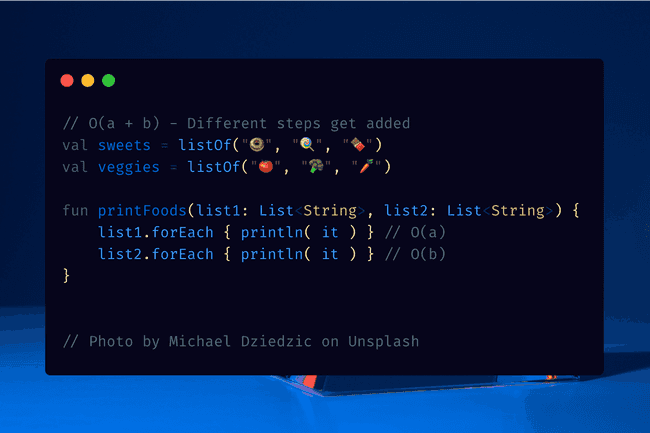 // O(a + b) - Different steps get added
val sweets = listOf("🍩", "🍭", "🍫")
val veggies = listOf("🍅", "🥦", "🥕")
fun printFoods(list1: List<String>, list2: List<String>) {
list1.forEach { println( it ) } // O(a)
list2.forEach { println( it ) } // O(b)
}
// Photo by Michael Dziedzic on Unsplash